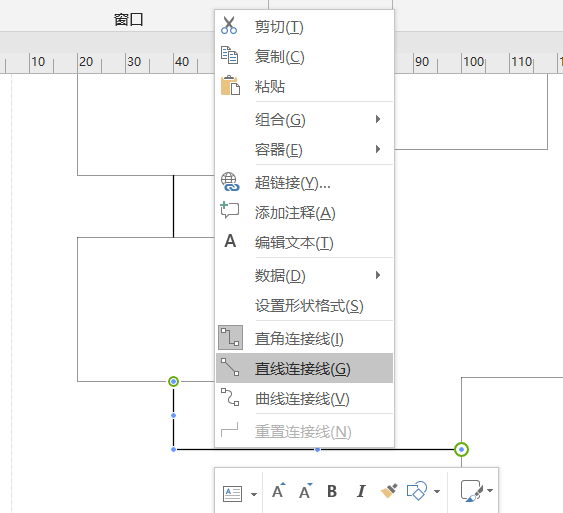 窗口
剪切(T)
10 20 30 40 90 100 110
复制(C)
粘贴
组合(G)
容器(E)
超链接(Y)...
添加注释(A)
A 编辑文本(T)
数据(D)
设置形状格式(S)
直角连接线(I)
直线连接线(G)
曲线连接线(V)
重置连接线(N)
A A B I